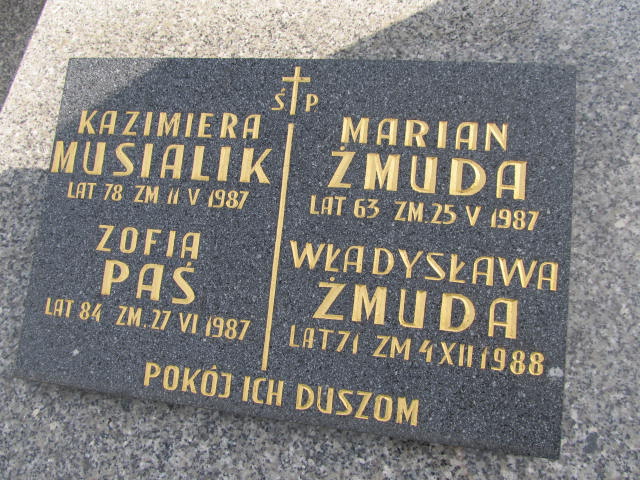 Ś P
KAZIMIERA
MUSIALIK
LAT 78 ZM 11 V 1987
ZOFIA
PAŚ
LAT 84 ZM. 27 VI 1987
MARIAN
ŻMUDA
LAT 63 ZM. 25 V 1987
WŁADYSŁAWA
ŻMUDA
LAT 71 ZM 4 XII 1988
POKÓJ ICH DUSZOM